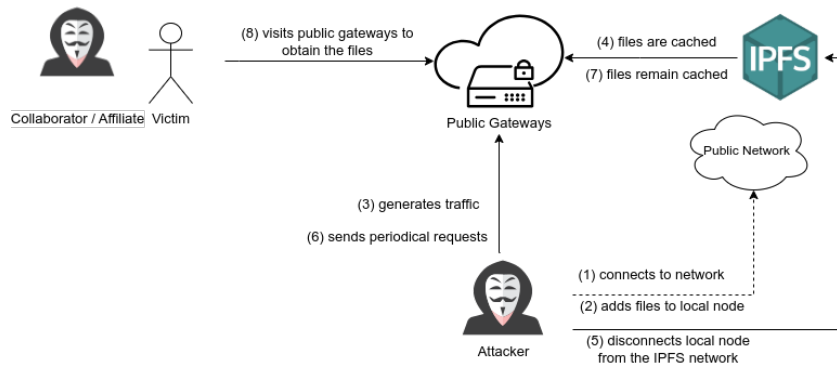 (8) visits public gateways to
obtain the files
(4) files are cached
IPFS
(7) files remain cached
Collaborator / Affiliate
Victim
Public Gateways
Public Network
(3) generates traffic
(6) sends periodical requests
(1) connects to network
(2) adds files to local node
Attacker
(5) disconnects local node
from the IPFS network